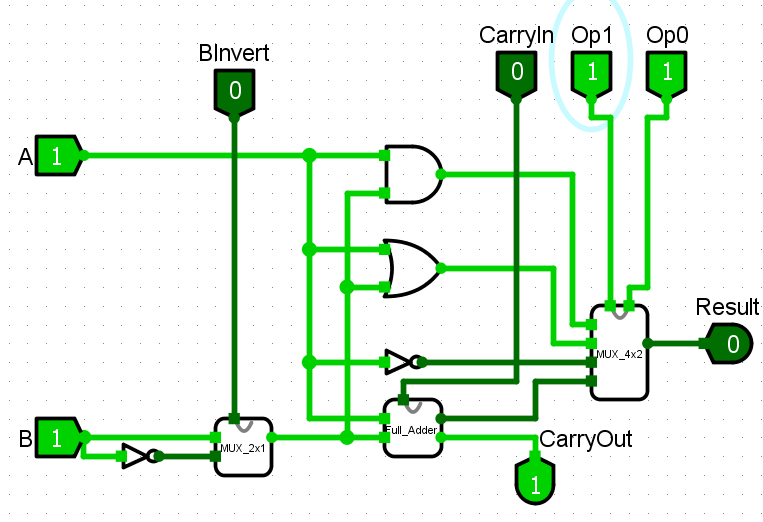 CarryIn Op1 Op0
BInvert
0 1 1
0
A 1
Result
MUX_4x2 0
B 1
MUX_2x1 Full_Adder CarryOut
1